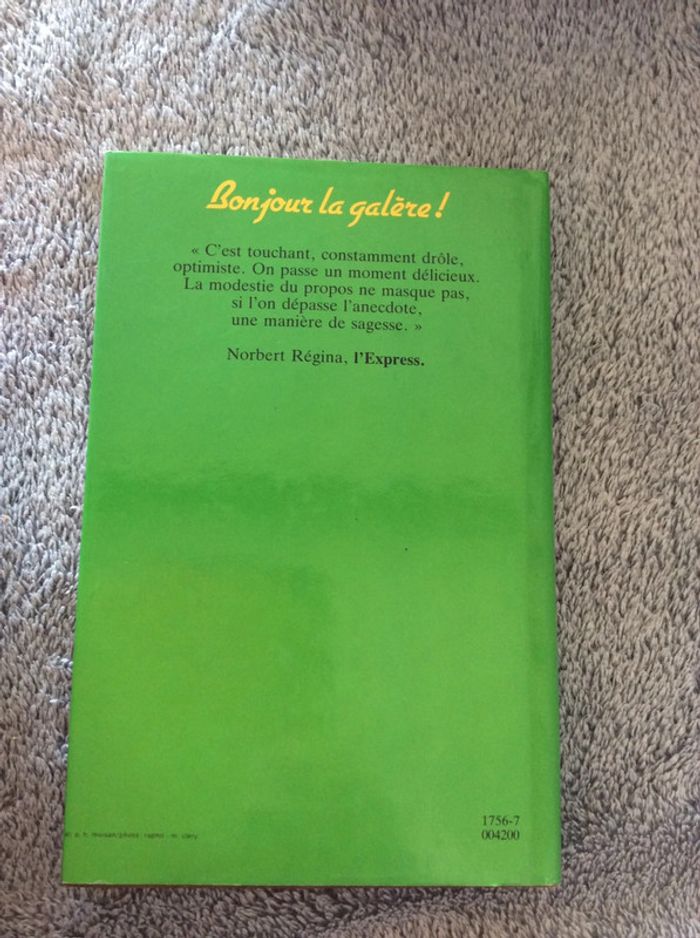 Bonjour la galère !
« C'est touchant, constamment drôle,
optimiste. On passe un moment délicieux.
La modestie du propos ne masque pas,
si l'on dépasse l'anecdote,
une manière de sagesse. »
Norbert Régina, l'Express.
1756-7
004200